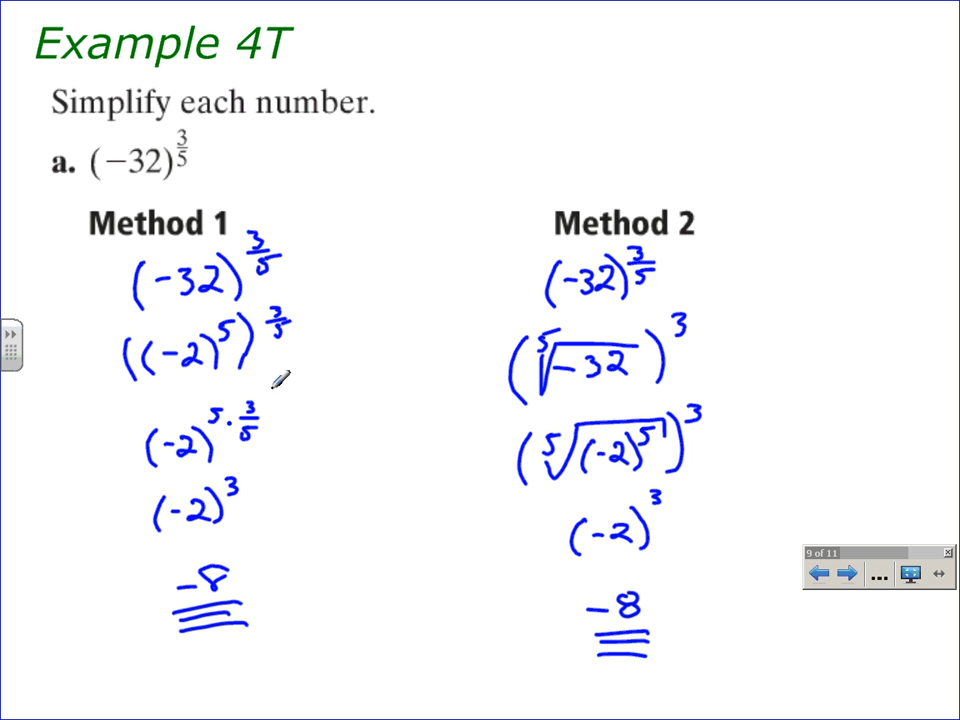 Example 4T
Simplify each number.
a. (−32)^(3/5)
Method 1
(-32)^(3/5)
((-2)^5)^(3/5)
(-2)^(5·3/5)
(-2)^3
-8
Method 2
(-32)^(3/5)
(⁵√-32)^3
(⁵√(-2)^5)^3
(-2)^3
-8
9 of 11
...